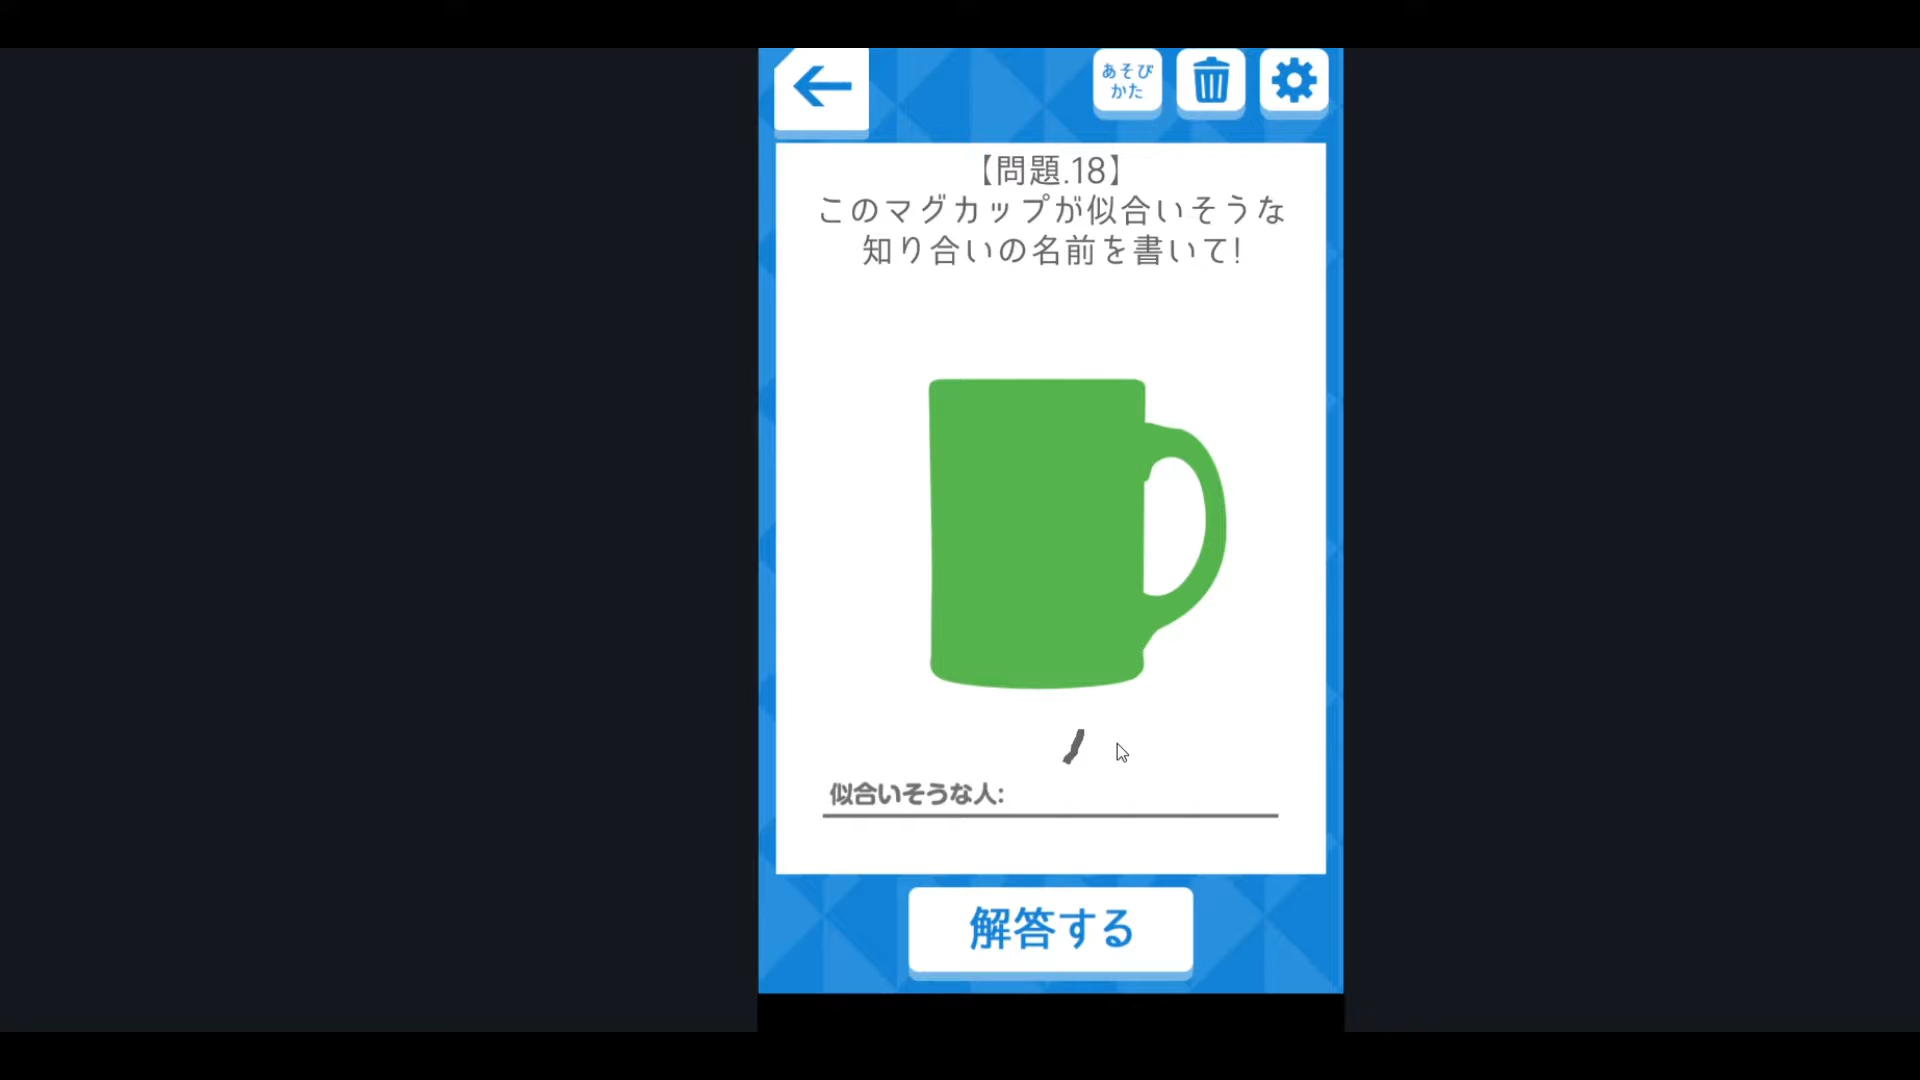 あそび
かた
【問題.18】
このマグカップが似合いそうな
知り合いの名前を書いて!
似合いそうな人:
解答する